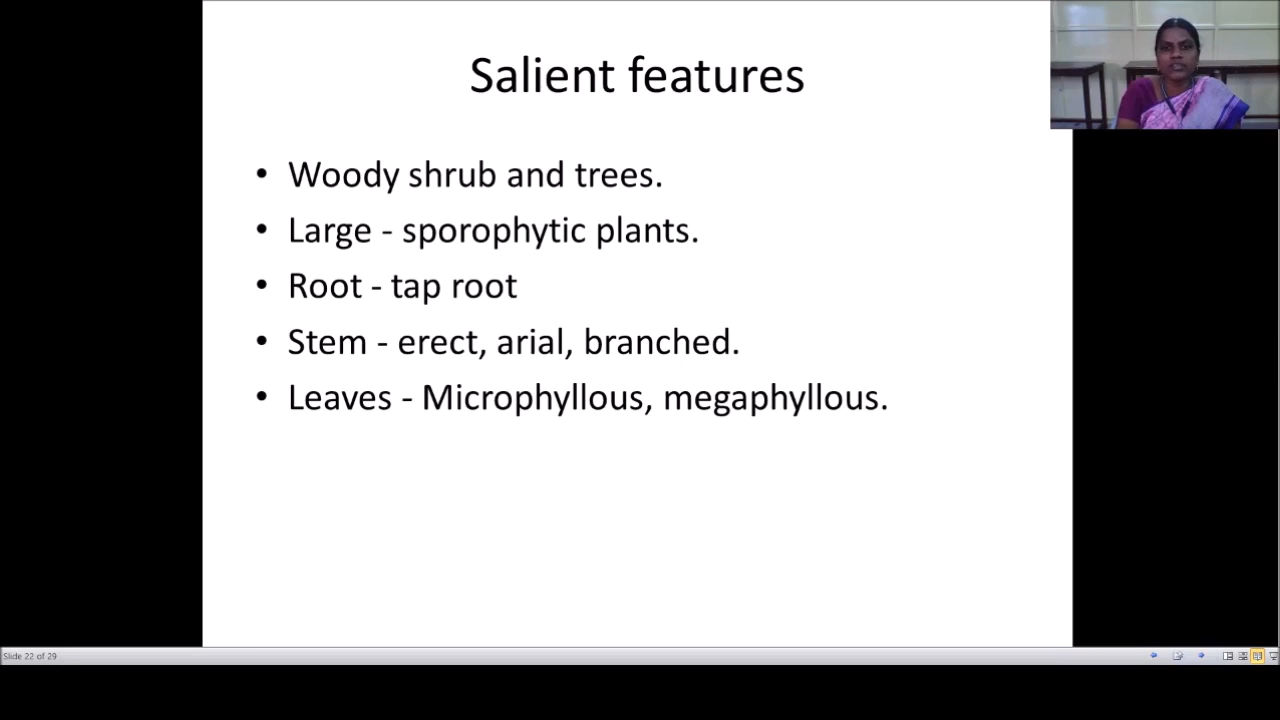 Salient features
• Woody shrub and trees.
• Large - sporophytic plants.
• Root - tap root
• Stem - erect, arial, branched.
• Leaves - Microphyllous, megaphyllous.
Slide 22 of 29